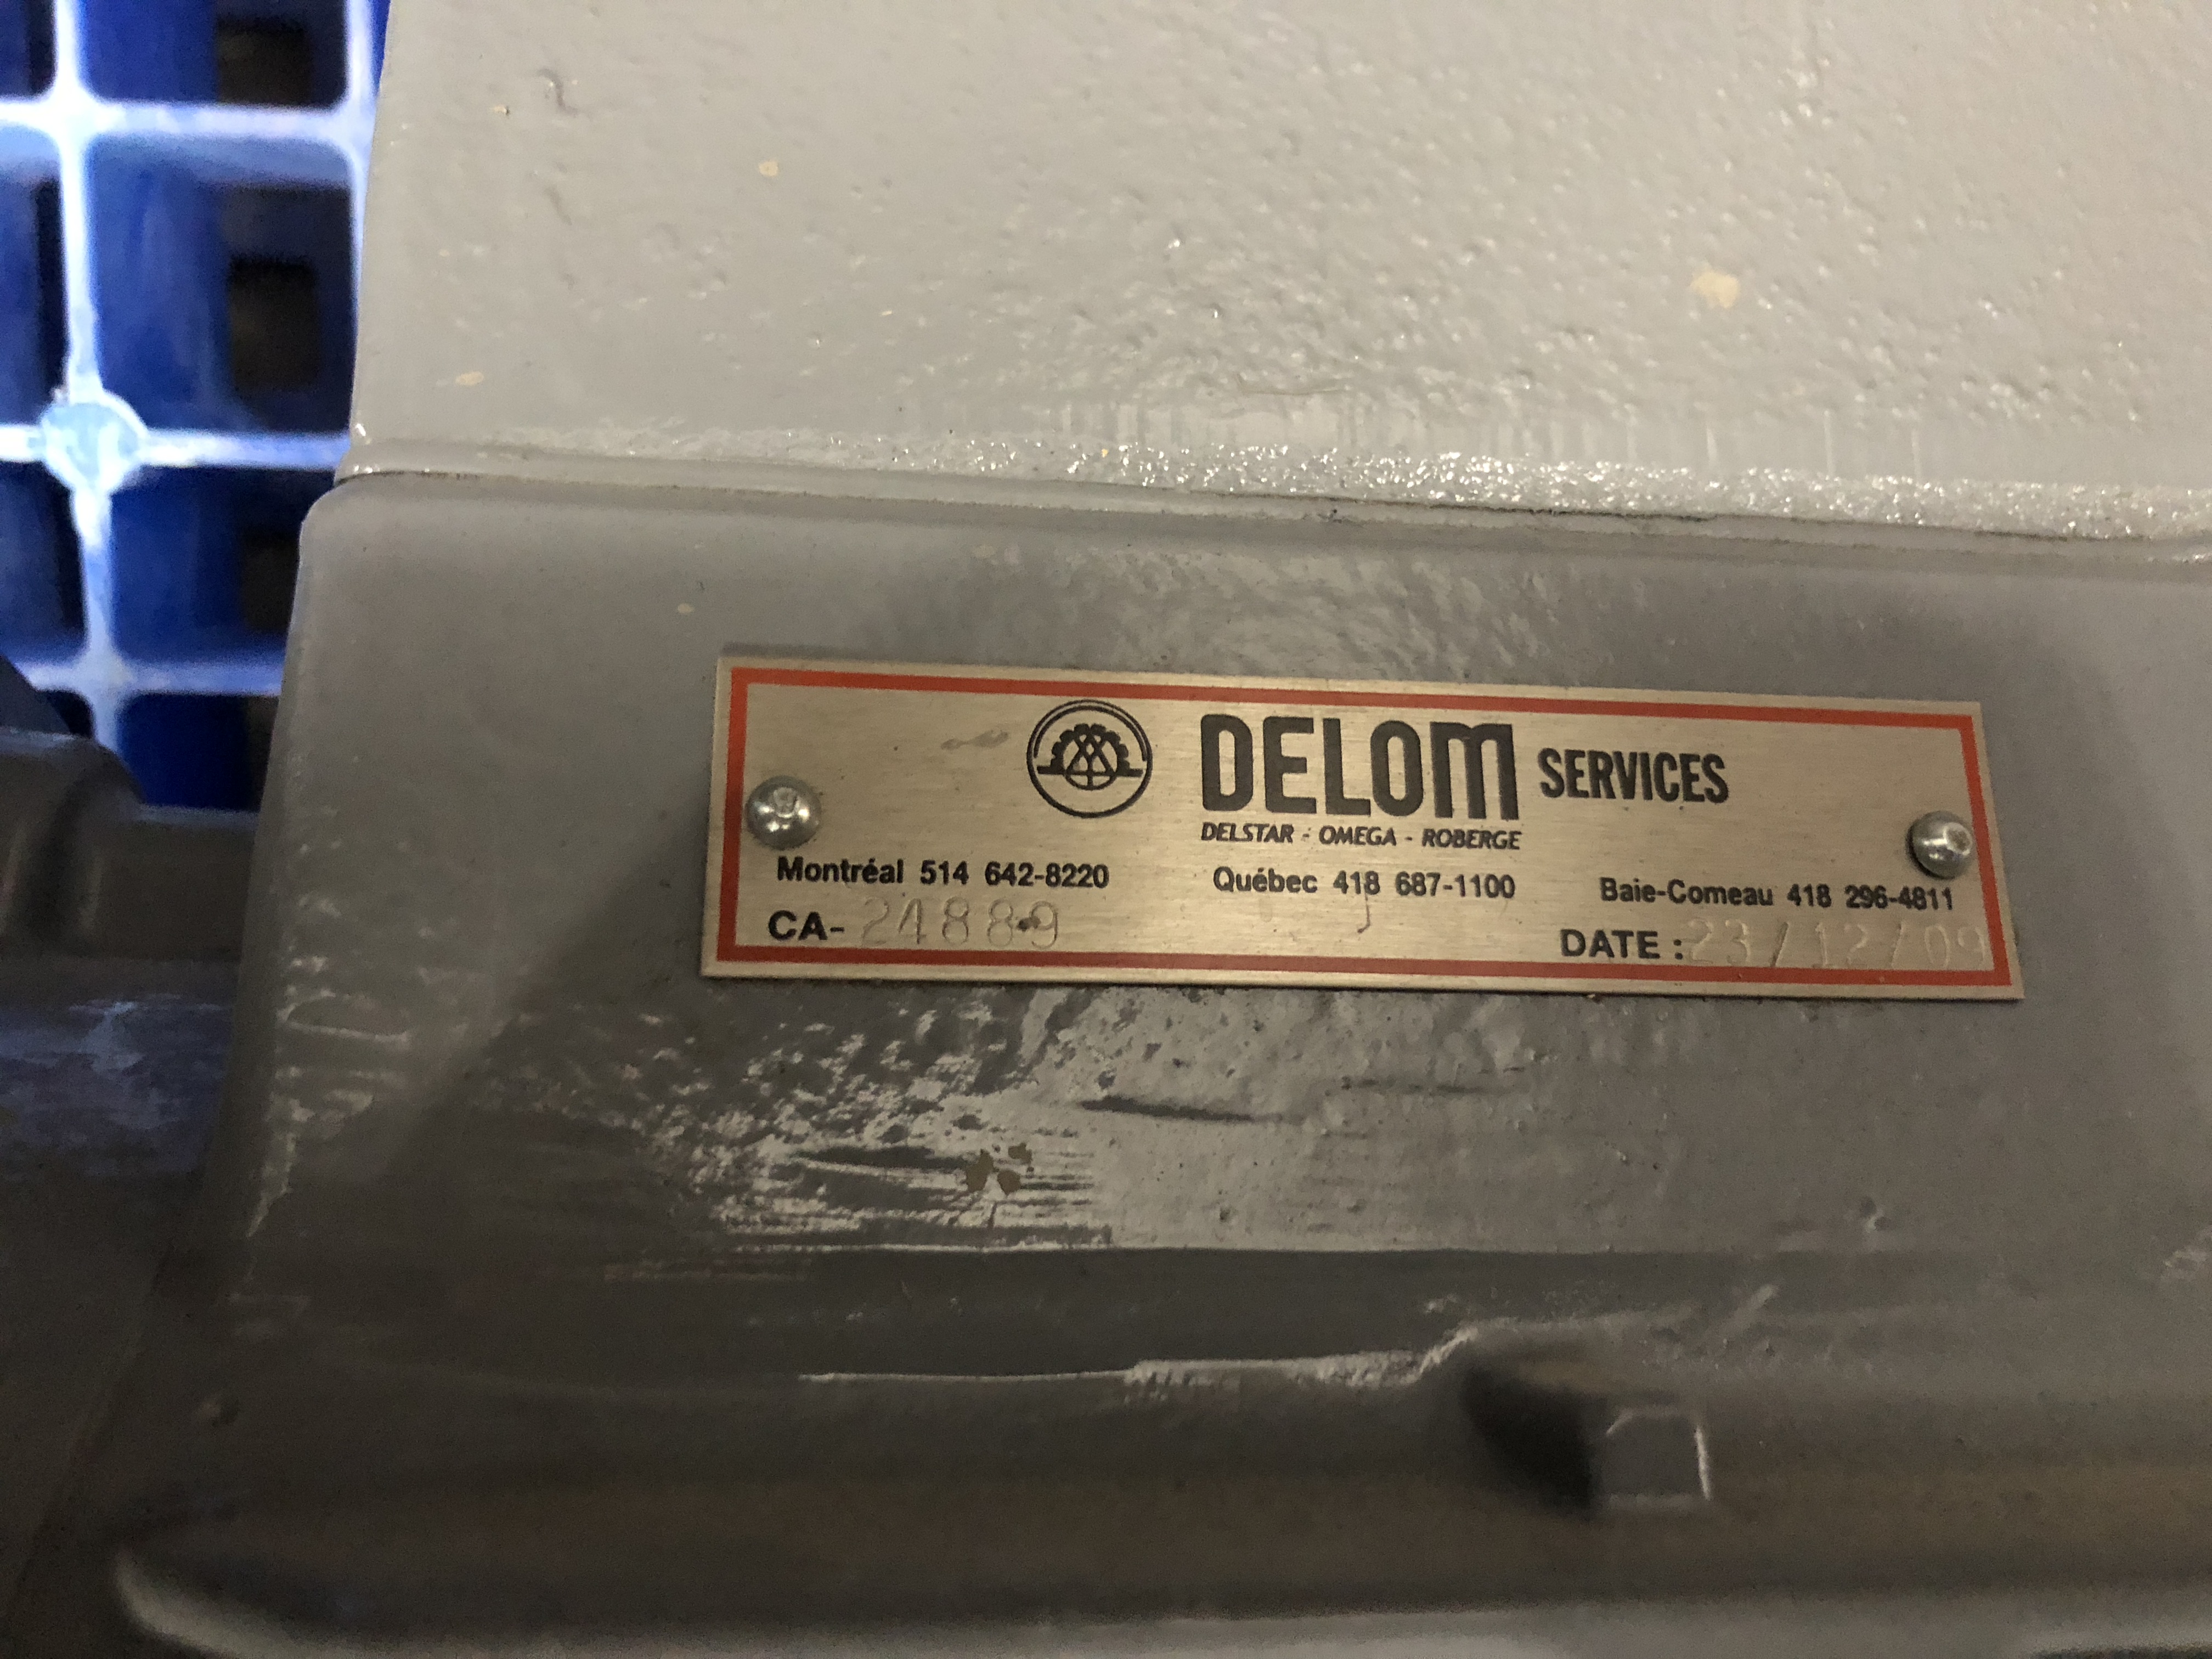 DELOM SERVICES
DELSTAR - OMEGA - ROBERGE
Montréal 514 642-8220 Québec 418 687-1100 Baie-Comeau 418 296-4811
CA- 24889 DATE : 23/12/09